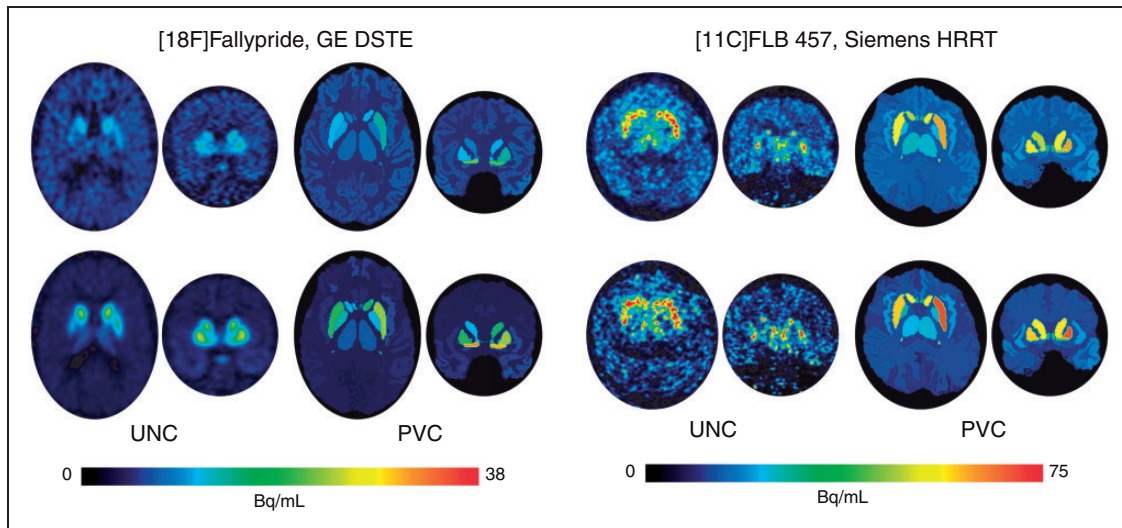 [18F]Fallypride, GE DSTE
[11C]FLB 457, Siemens HRRT
UNC
PVC
UNC
PVC
0
38
Bq/mL
0
75
Bq/mL